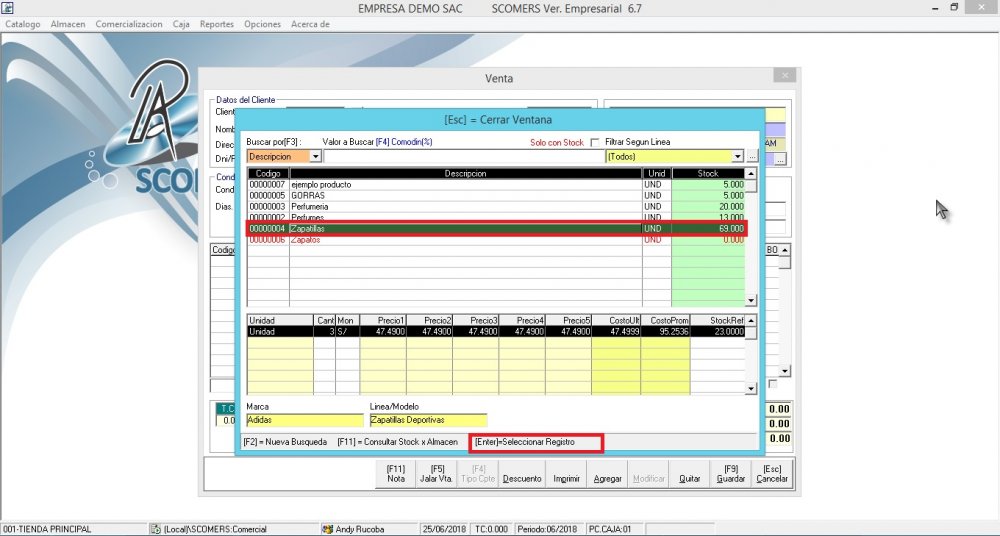 EMPRESA DEMO SAC SCOMERS Ver. Empresarial 6.7
Catalogo Almacen Comercializacion Caja Reportes Opciones Acerca de
Venta
Datos del Cliente
[Esc] = Cerrar Ventana
Buscar por[F3] : Valor a Buscar [F4] Comodin(%) Solo con Stock Filtrar Segun Linea
Descripcion (Todos) ...
Codigo Descripcion Unid Stock
00000007 ejemplo producto UND 5.000
00000005 GORRAS UND 5.000
00000003 Perfumeria UND 20.000
00000002 Perfumes UND 13.000
00000004 Zapatillas UND 69.000
00000006 Zapatos UND 0.000
Unidad Cant Mon Precio1 Precio2 Precio3 Precio4 Precio5 CostoUlt CostoProm StockRef
Unidad 3 S/ 47.4900 47.4900 47.4900 47.4900 47.4900 47.4999 95.2536 23.0000
Marca Linea/Modelo
Adidas Zapatillas Deportivas
[F2] = Nueva Busqueda [F11] = Consultar Stock x Almacen [Enter]=Seleccionar Registro
Clien
Nomb
Direc AM
Dni/F ...
Cond
Cond
Dias.
Codigo BO
T.C
0.0
0.00
0.00
0.00
SCO
[F11] [F5] [F4] [F9] [Esc]
Nota Jalar Vta. Tipo Cpte Descuento Imprimir Agregar Modificar Quitar Guardar Cancelar
001-TIENDA PRINCIPAL (Local)\SCOMERS:Comercial Andy Rucoba 25/06/2018 TC:0.000 Periodo:06/2018 PC.CAJA:01